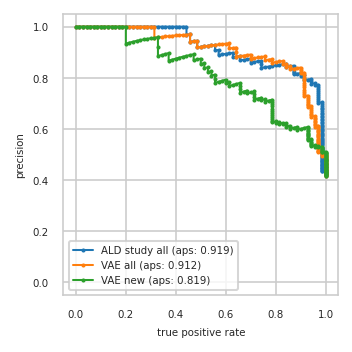 precision
1.0
0.8
0.6
0.4
0.2
0.0
ALD study all (aps: 0.919)
VAE all (aps: 0.912)
VAE new (aps: 0.819)
0.0 0.2 0.4 0.6 0.8 1.0
true positive rate